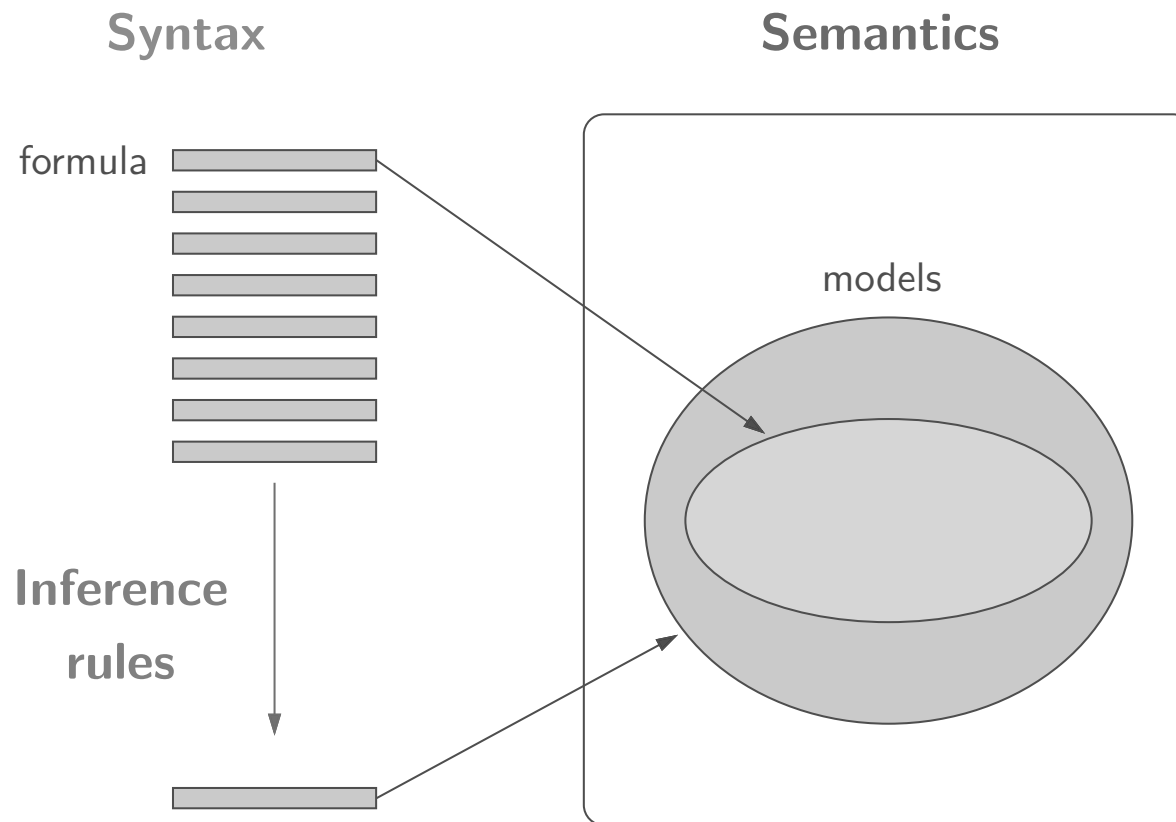 Syntax
Semantics
formula
models
Inference
rules